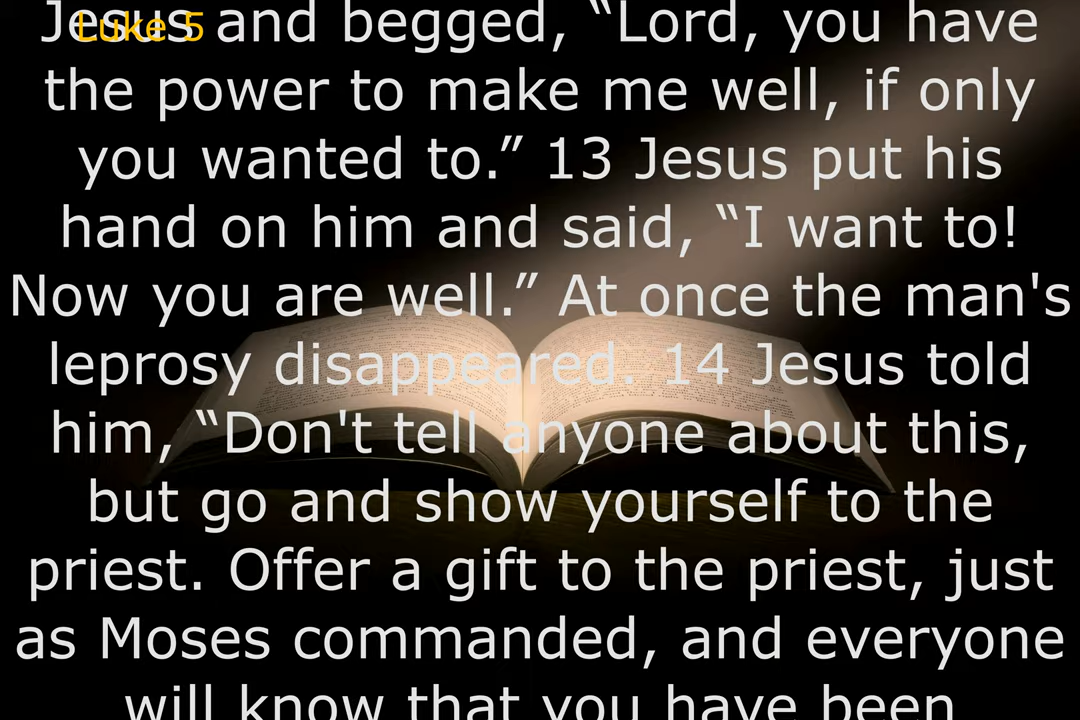 Luke 5
Jesus and begged, “Lord, you have
the power to make me well, if only
you wanted to.” 13 Jesus put his
hand on him and said, “I want to!
Now you are well.” At once the man's
leprosy disappeared. 14 Jesus told
him, “Don't tell anyone about this,
but go and show yourself to the
priest. Offer a gift to the priest, just
as Moses commanded, and everyone
will know that you have been